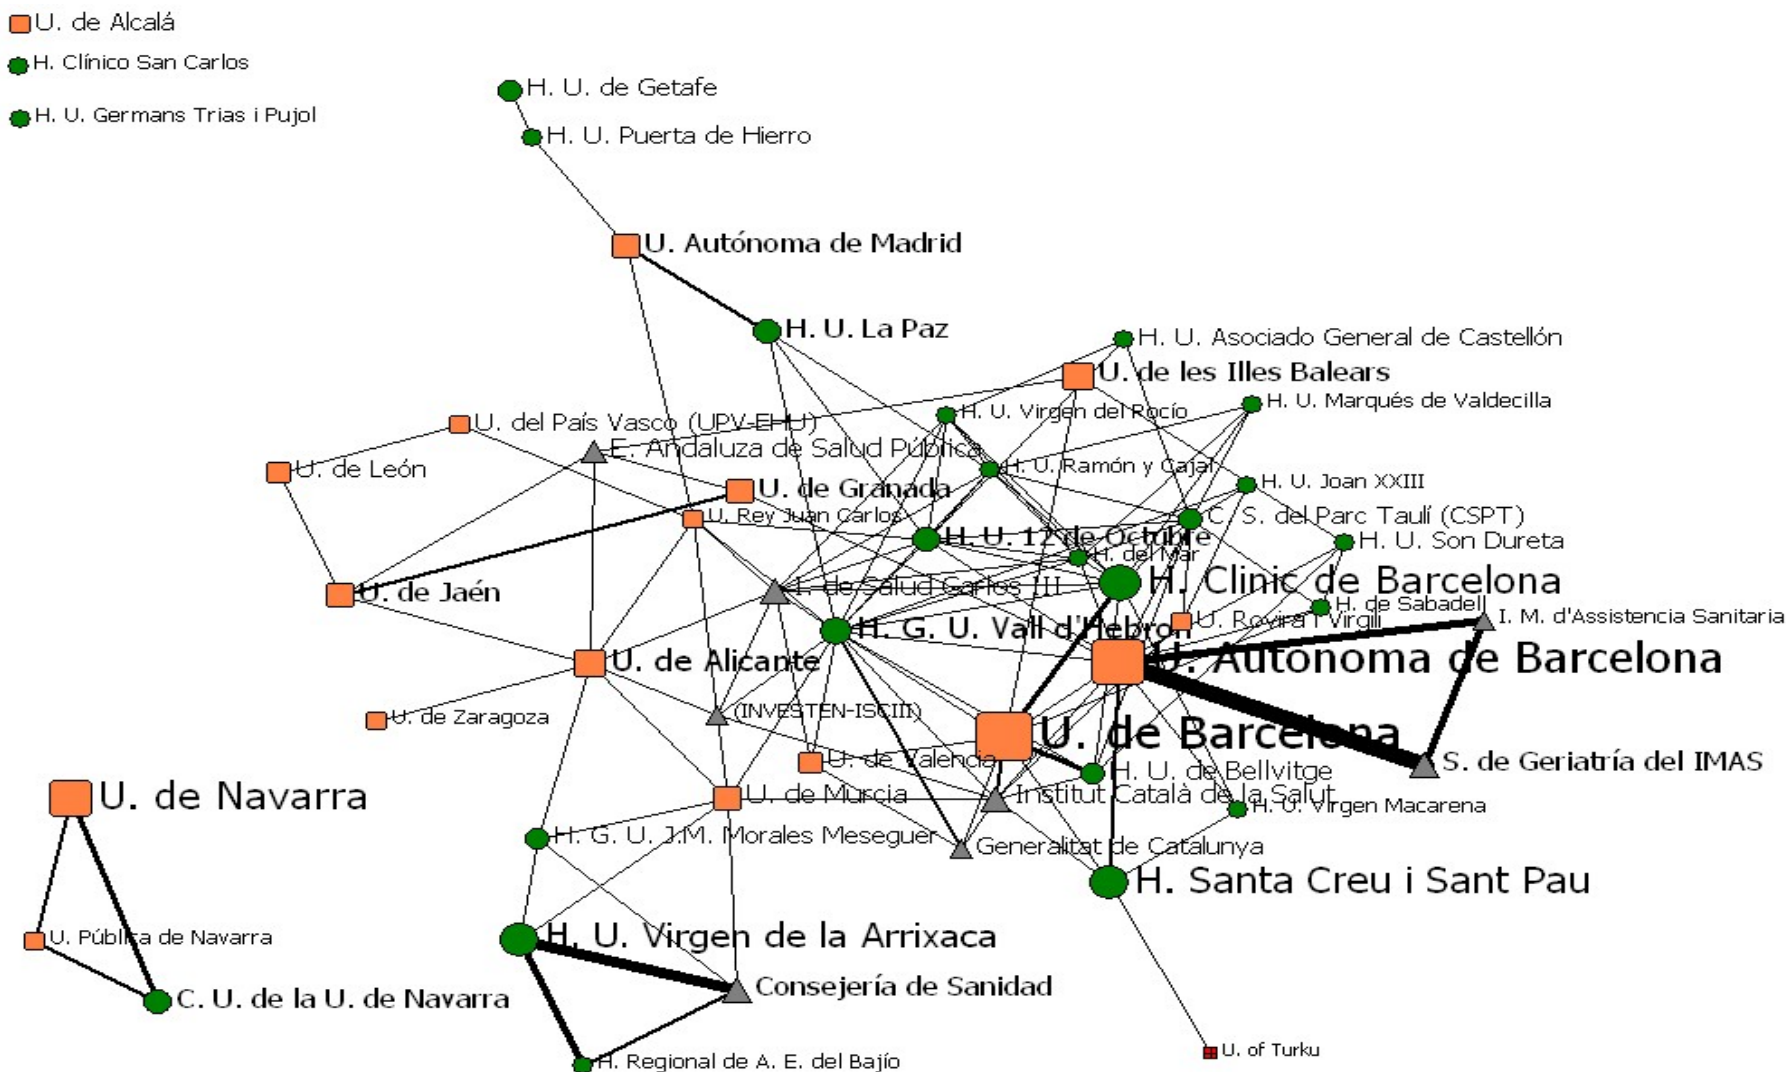 U. de Alcalá
H. Clínico San Carlos
H. U. Germans Trias i Pujol
H. U. de Getafe
H. U. Puerta de Hierro
U. Autónoma de Madrid
H. U. La Paz
H. U. Asociado General de Castellón
U. de les Illes Balears
H. U. Marqués de Valdecilla
H. U. Virgen del Rocío
U. del País Vasco (UPV-EHU)
E. Andaluza de Salud Pública
U. de León
H. U. Ramón y Cajal
H. U. Joan XXIII
U. de Granada
U. Rey Juan Carlos
C. S. del Parc Taulí (CSPT)
H. U. 12 de Octubre
H. U. Son Dureta
H. del Mar
H. Clinic de Barcelona
I. de Salud Carlos III
U. de Jaén
H. de Sabadell
U. Rovira i Virgili
I. M. d'Assistencia Sanitaria
H. G. U. Vall d'Hebron
U. de Alicante
U. Autónoma de Barcelona
(INVESTEN-ISCIII)
U. de Zaragoza
U. de Barcelona
U. de Valencia
H. U. de Bellvitge
S. de Geriatría del IMAS
U. de Navarra
U. de Murcia
Institut Català de la Salut
H. U. Virgen Macarena
H. G. U. J.M. Morales Meseguer
Generalitat de Catalunya
H. Santa Creu i Sant Pau
U. Pública de Navarra
H. U. Virgen de la Arrixaca
C. U. de la U. de Navarra
Consejería de Sanidad
H. Regional de A. E. del Bajío
U. of Turku